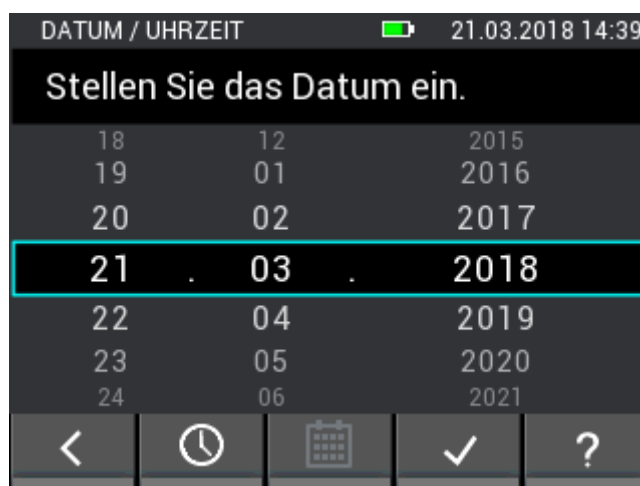 DATUM / UHRZEIT 21.03.2018 14:39
Stellen Sie das Datum ein.
18 12 2015
19 01 2016
20 02 2017
21 . 03 . 2018
22 04 2019
23 05 2020
24 06 2021
?